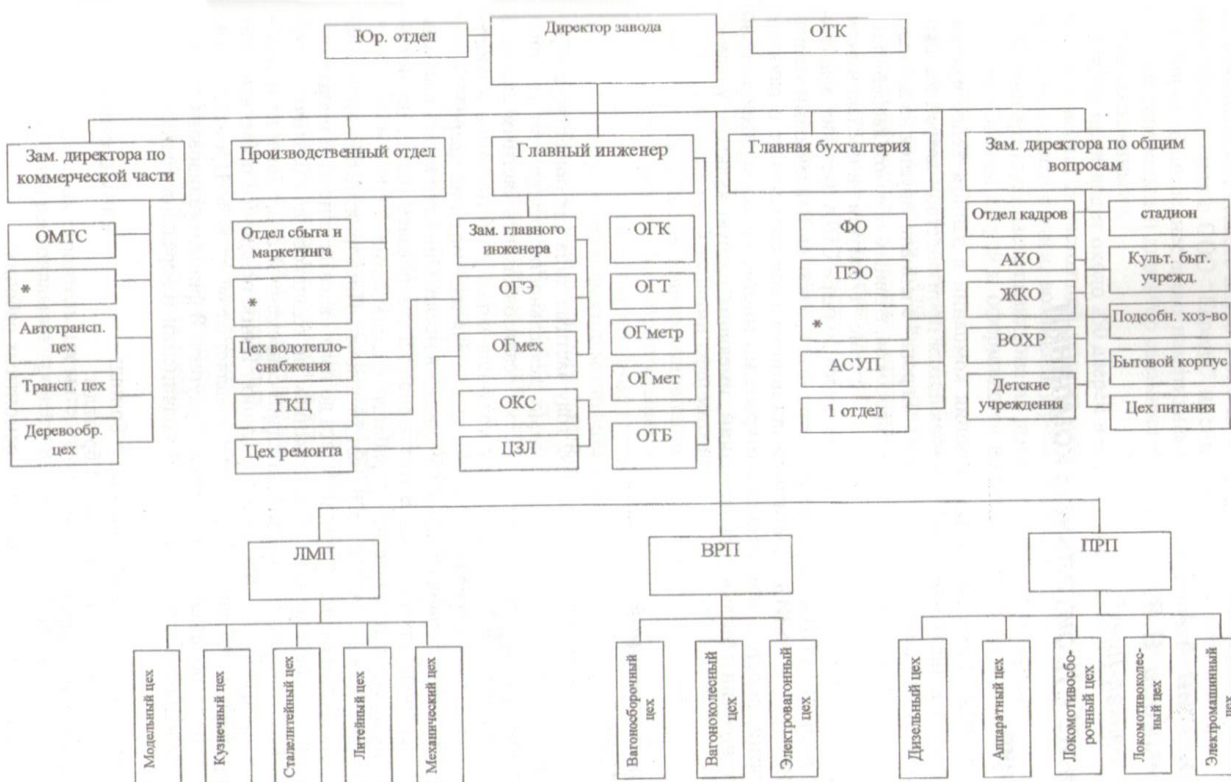 Юр. отдел
Директор завода
ОТК
Зам. директора по
коммерческой части
Производственный отдел
Главный инженер
Главная бухгалтерия
Зам. директора по общим
вопросам
ОМТС
*
Автотрансп.
цех
Трансп. цех
Деревообр.
цех
Отдел сбыта и
маркетинга
*
Цех водотепло-
снабжения
ГКЦ
Цех ремонта
Зам. главного
инженера
ОГЭ
ОГмех
ОКС
ЦЗЛ
ОГК
ОГТ
ОГметр
ОГмет
ОТБ
ФО
ПЭО
*
АСУП
1 отдел
Отдел кадров
АХО
ЖКО
ВОХР
Детские
учреждения
стадион
Культ. быт.
учрежд.
Подсобн. хоз-во
Бытовой корпус
Цех питания
ЛМП
ВРП
ПРП
Модельный цех
Кузнечный цех
Сталелитейный цех
Литейный цех
Механический цех
Вагоносборочный
цех
Вагоноколесный
цех
Электровагонный
цех
Дизельный цех
Аппаратный цех
Локомотивосбо-
рочный цех
Локомотивоколес-
ный цех
Электромашинный
цех